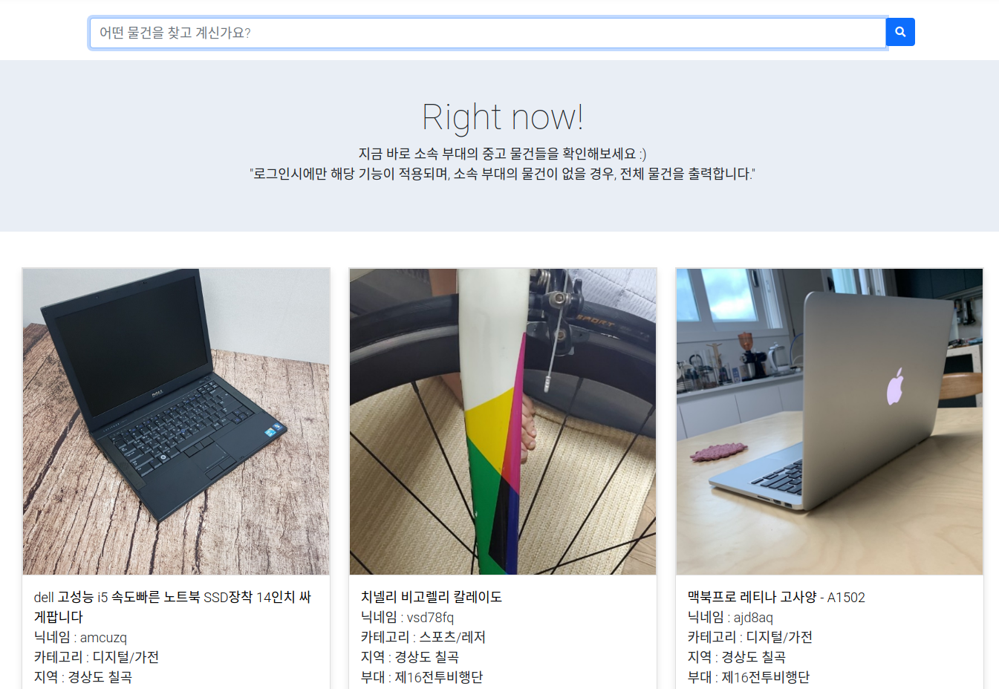 어떤 물건을 찾고 계신가요?
Right now!
지금 바로 소속 부대의 중고 물건들을 확인해보세요 :)
"로그인시에만 해당 기능이 적용되며, 소속 부대의 물건이 없을 경우, 전체 물건을 출력합니다."
DELL
SPORT
dell 고성능 i5 속도빠른 노트북 SSD장착 14인치 싸
게팝니다
닉네임 : amcuzq
카테고리 : 디지털/가전
지역 : 경상도 칠곡
치넬리 비고렐리 칼레이도
닉네임 : vsd78fq
카테고리 : 스포츠/레저
지역 : 경상도 칠곡
부대 : 제16전투비행단
맥북프로 레티나 고사양 - A1502
닉네임 : ajd8aq
카테고리 : 디지털/가전
지역 : 경상도 칠곡
부대 : 제16전투비행단